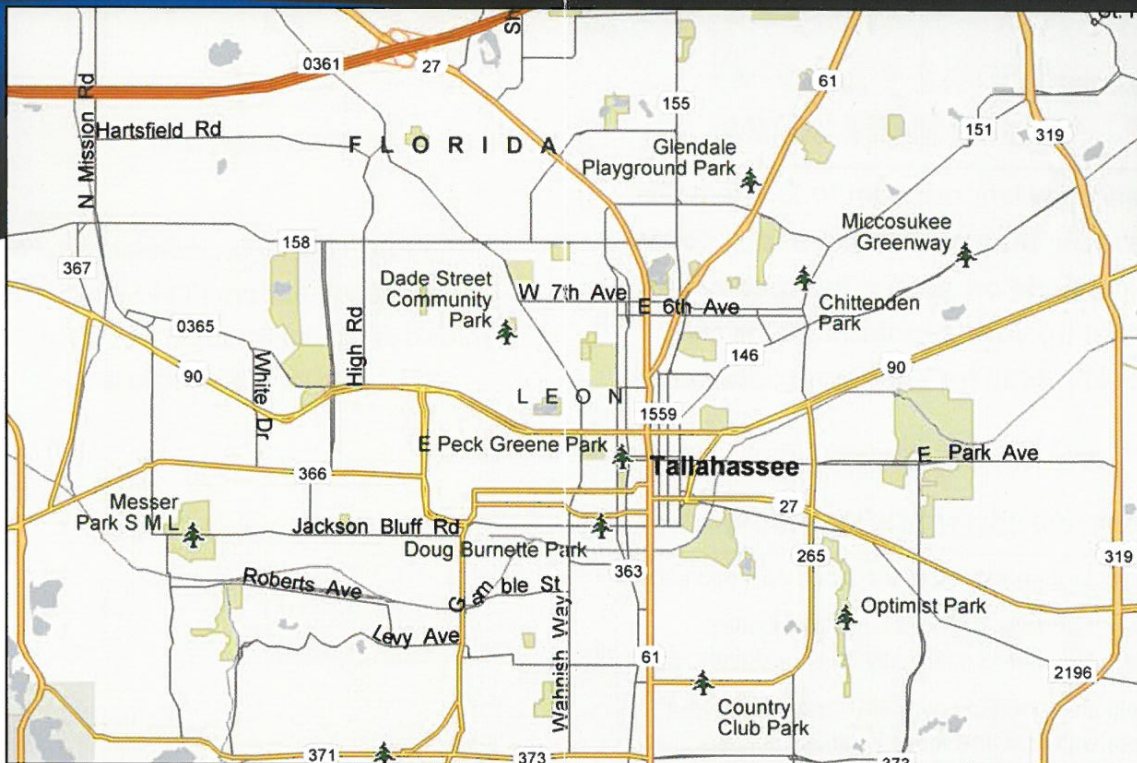 0361
27
61
155
151
319
N Mission Rd
Hartsfield Rd
FLORIDA
Glendale
Playground Park
Miccosukee
Greenway
158
367
Dade Street
Community
Park
W 7th Ave
E 6th Ave
Chittenden
Park
0365
High Rd
White Dr
146
90
90
LEON
1559
E Peck Greene Park
Tallahassee
E Park Ave
366
Messer
Park S M L
Jackson Bluff Rd
27
Doug Burnette Park
265
319
363
Roberts Ave
Gamble St
Optimist Park
Levy Ave
Wahnish Way
61
2196
Country
Club Park
371
373
373